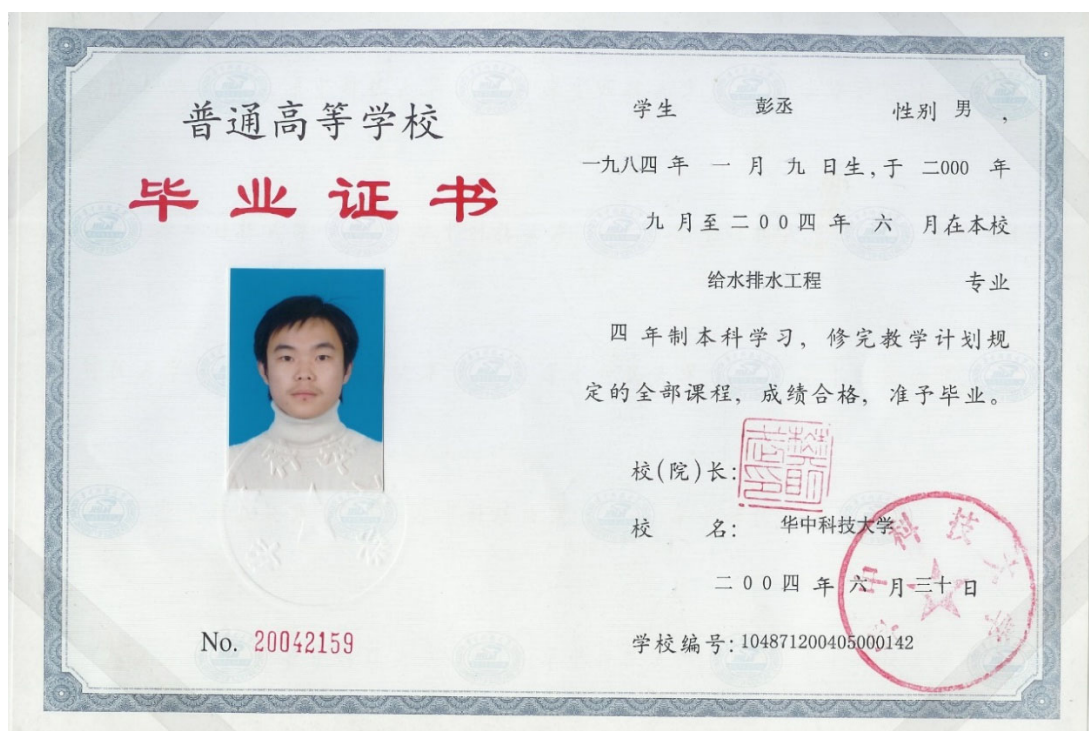 普通高等学校
毕业证书
No. 20042159
学生 彭丞 性别 男,
一九八四 年 一 月 九 日生,于 二000 年
九 月至 二00四 年 六 月在本校
给水排水工程 专业
四 年制本科学习, 修完教学计划规
定的全部课程, 成绩合格, 准予毕业。
校(院)长:
校 名: 华中科技大学
二00四 年 六 月 三十 日
学校编号: 104871200405000142